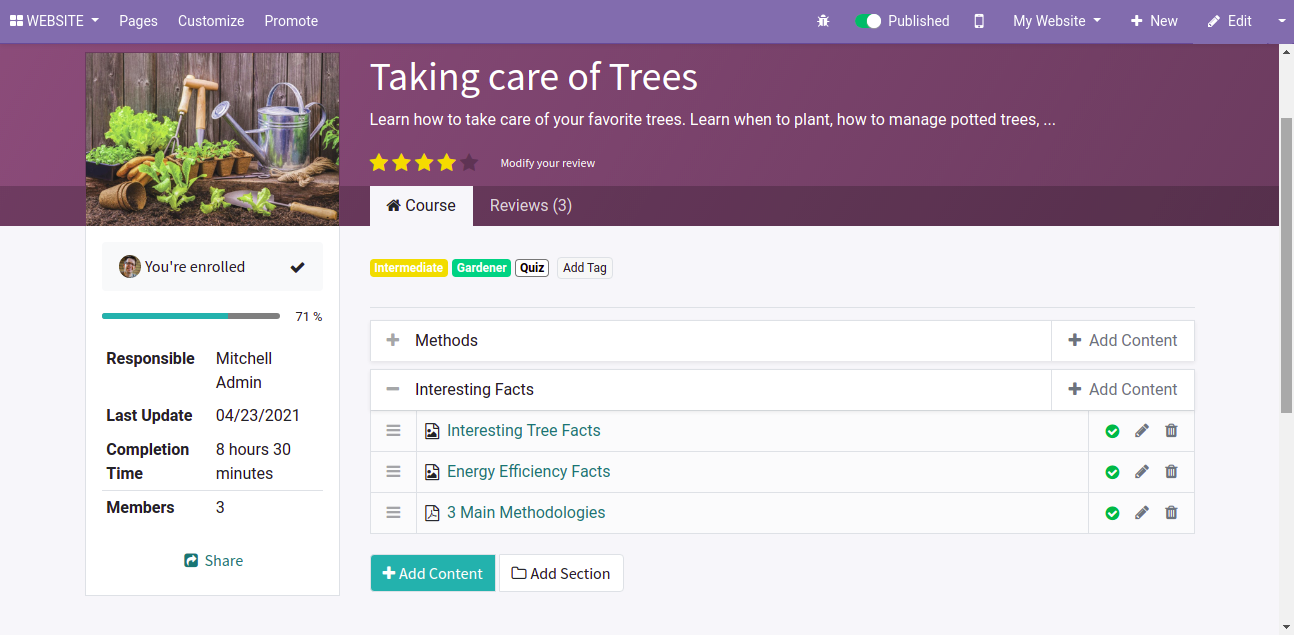 WEBSITE Pages Customize Promote Published My Website New Edit
Taking care of Trees
Learn how to take care of your favorite trees. Learn when to plant, how to manage potted trees, ...
Modify your review
Course Reviews (3)
You're enrolled
71 %
Responsible Mitchell
Admin
Last Update 04/23/2021
Completion 8 hours 30
Time minutes
Members 3
Share
Intermediate Gardener Quiz Add Tag
Methods Add Content
Interesting Facts Add Content
Interesting Tree Facts
Energy Efficiency Facts
3 Main Methodologies
Add Content Add Section